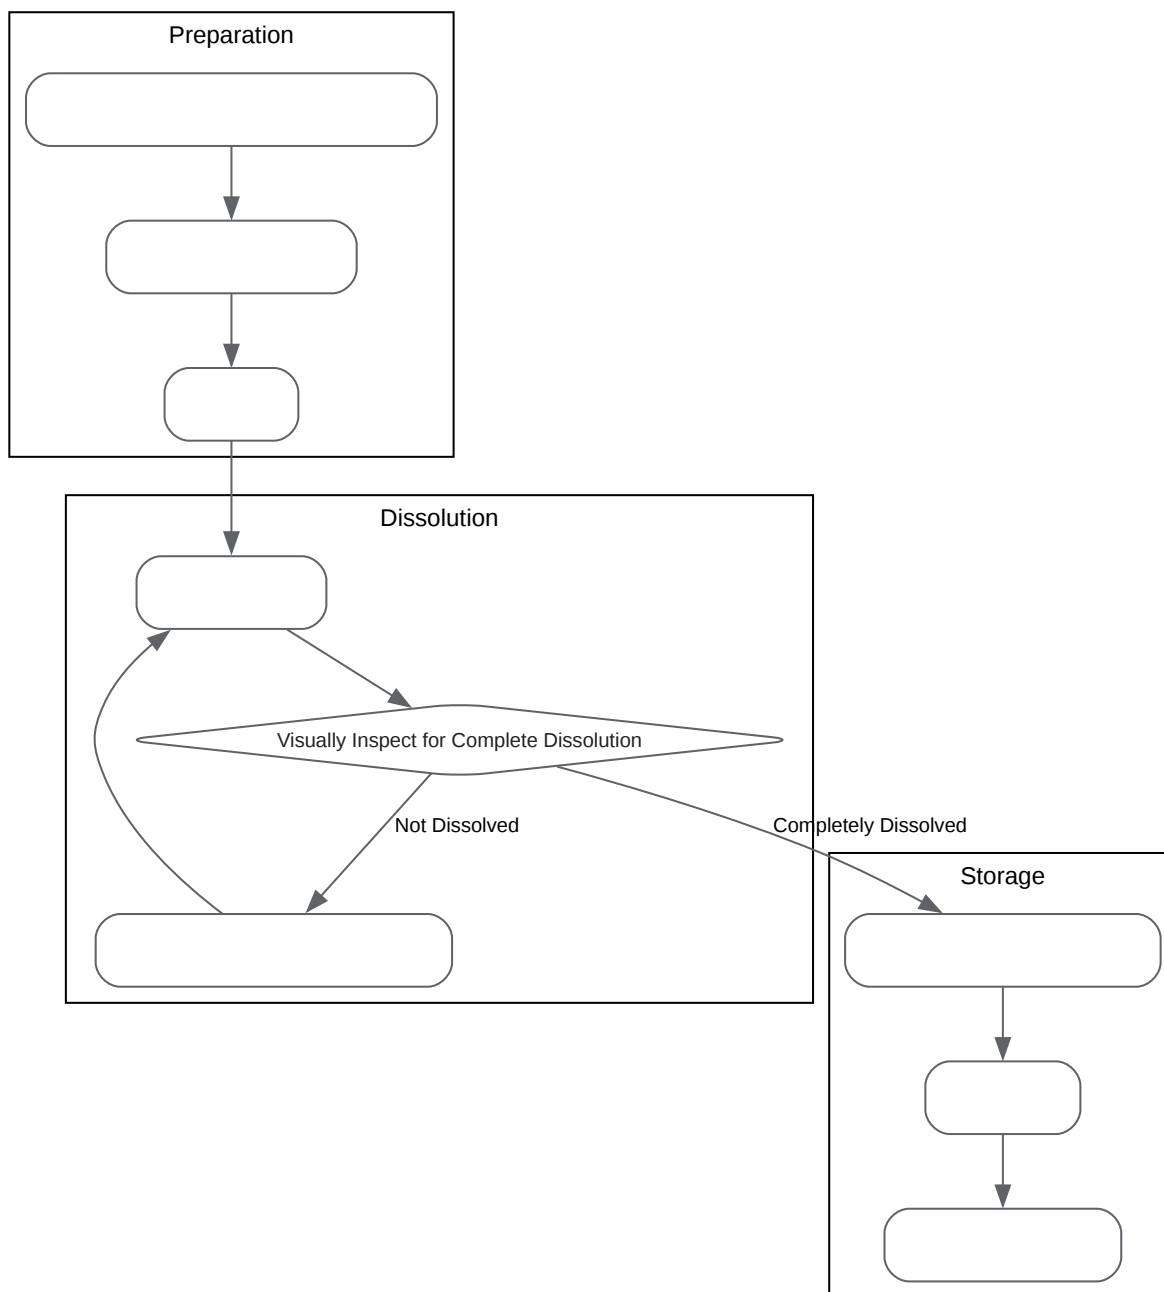 Preparation
Dissolution
Visually Inspect for Complete Dissolution
Not Dissolved
Completely Dissolved
Storage